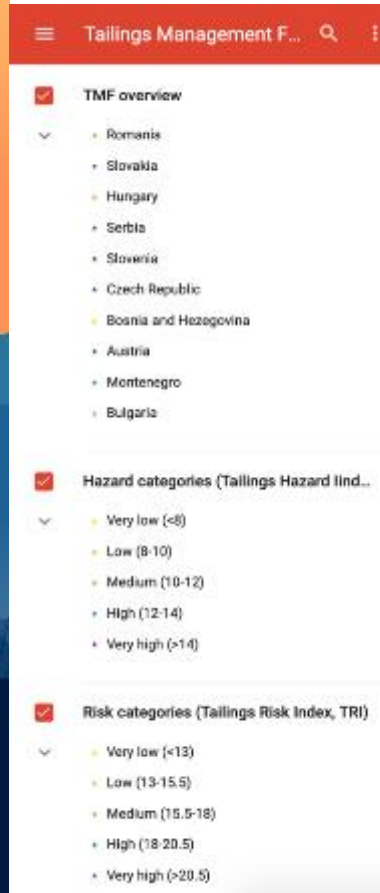 Tailings Management F...
TMF overview
Romania
Slovakia
Hungary
Serbia
Slovenia
Czech Republic
Bosnia and Hezegovina
Austria
Montenegro
Bulgaria
Hazard categories (Tailings Hazard Iind...
Very low (<8)
Low (8-10)
Medium (10-12)
High (12-14)
Very high (>14)
Risk categories (Tailings Risk Index, TRI)
Very low (<13)
Low (13-15.5)
Medium (15.5-18)
High (18-20.5)
Very high (>20.5)